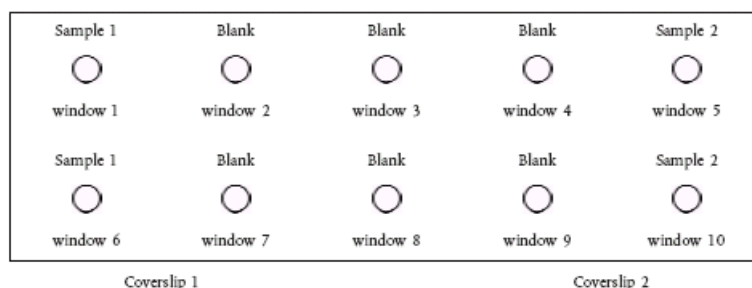 Sample 1 Blank Blank Blank Sample 2
window 1 window 2 window 3 window 4 window 5
Sample 1 Blank Blank Blank Sample 2
window 6 window 7 window 8 window 9 window 10
Coverslip 1 Coverslip 2